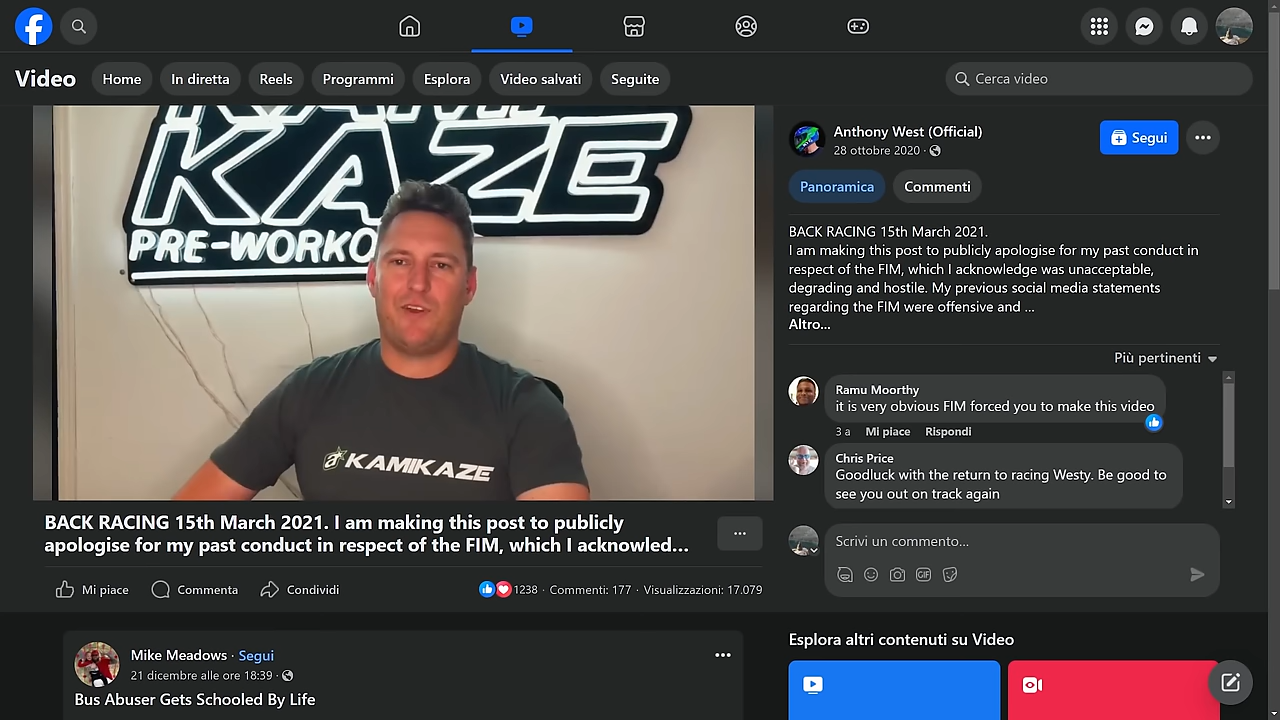 Video
Home
In diretta
Reels
Programmi
Esplora
Video salvati
Seguite
Cerca video
KAZE
PRE-WORKO
KAMIKAZE
BACK RACING 15th March 2021. I am making this post to publicly
apologise for my past conduct in respect of the FIM, which I acknowled...
Mi piace
Commenta
Condividi
1238 · Commenti: 177 · Visualizzazioni: 17.079
Anthony West (Official)
28 ottobre 2020 ·
Segui
Panoramica
Commenti
BACK RACING 15th March 2021.
I am making this post to publicly apologise for my past conduct in
respect of the FIM, which I acknowledge was unacceptable,
degrading and hostile. My previous social media statements
regarding the FIM were offensive and ...
Altro...
Più pertinenti
Ramu Moorthy
it is very obvious FIM forced you to make this video
3 a Mi piace Rispondi
Chris Price
Goodluck with the return to racing Westy. Be good to
see you out on track again
Scrivi un commento...
GIF
Mike Meadows · Segui
21 dicembre alle ore 18:39 ·
Bus Abuser Gets Schooled By Life
Esplora altri contenuti su Video